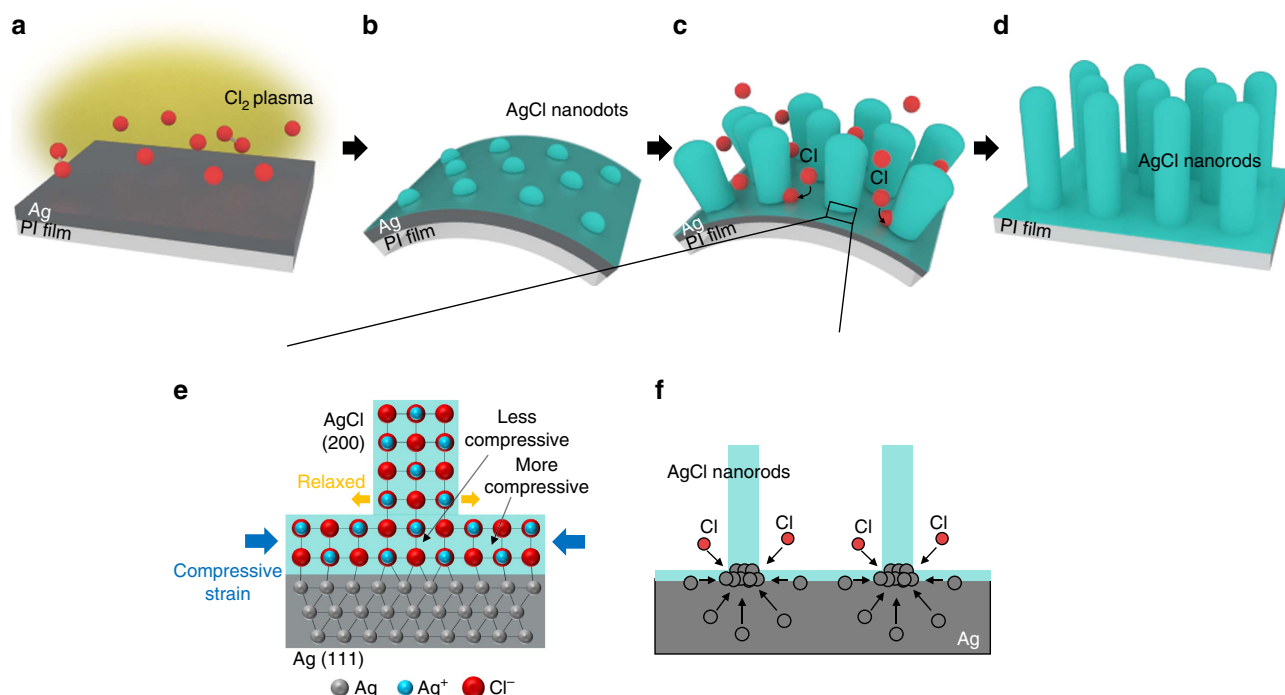 a
b
c
d
Cl₂ plasma
Ag
PI film
AgCl nanodots
Ag
PI film
Cl
Cl
Ag
PI film
AgCl nanorods
PI film
e
AgCl
(200)
Less
compressive
More
compressive
Relaxed
Compressive
strain
Ag (111)
Ag
Ag⁺
Cl⁻
f
AgCl nanorods
Cl
Cl
Cl
Cl
Ag